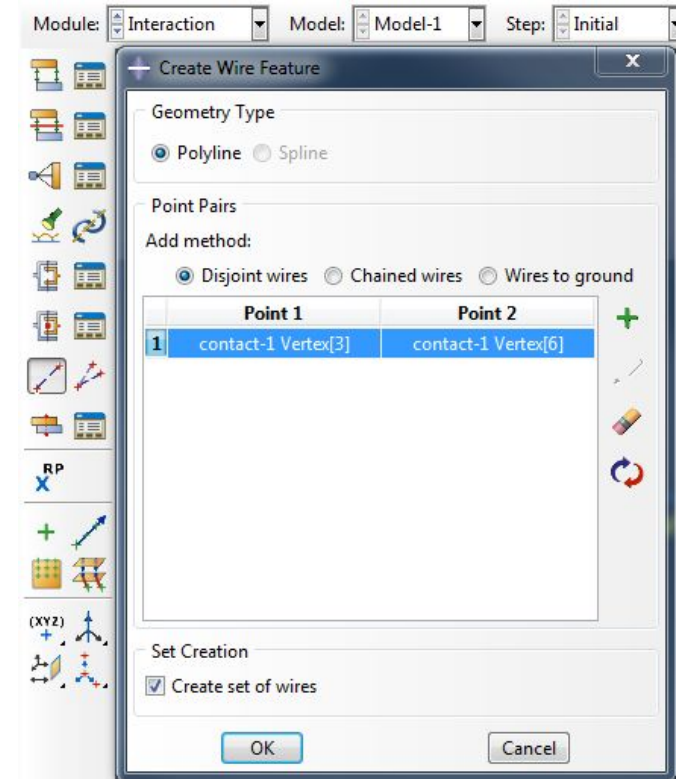 Module: Interaction Model: Model-1 Step: Initial
Create Wire Feature
x
Geometry Type
Polyline Spline
Point Pairs
Add method:
Disjoint wires Chained wires Wires to ground
Point 1 Point 2
1 contact-1 Vertex[3] contact-1 Vertex[6]
RP
X
(XYZ)
Set Creation
Create set of wires
OK Cancel